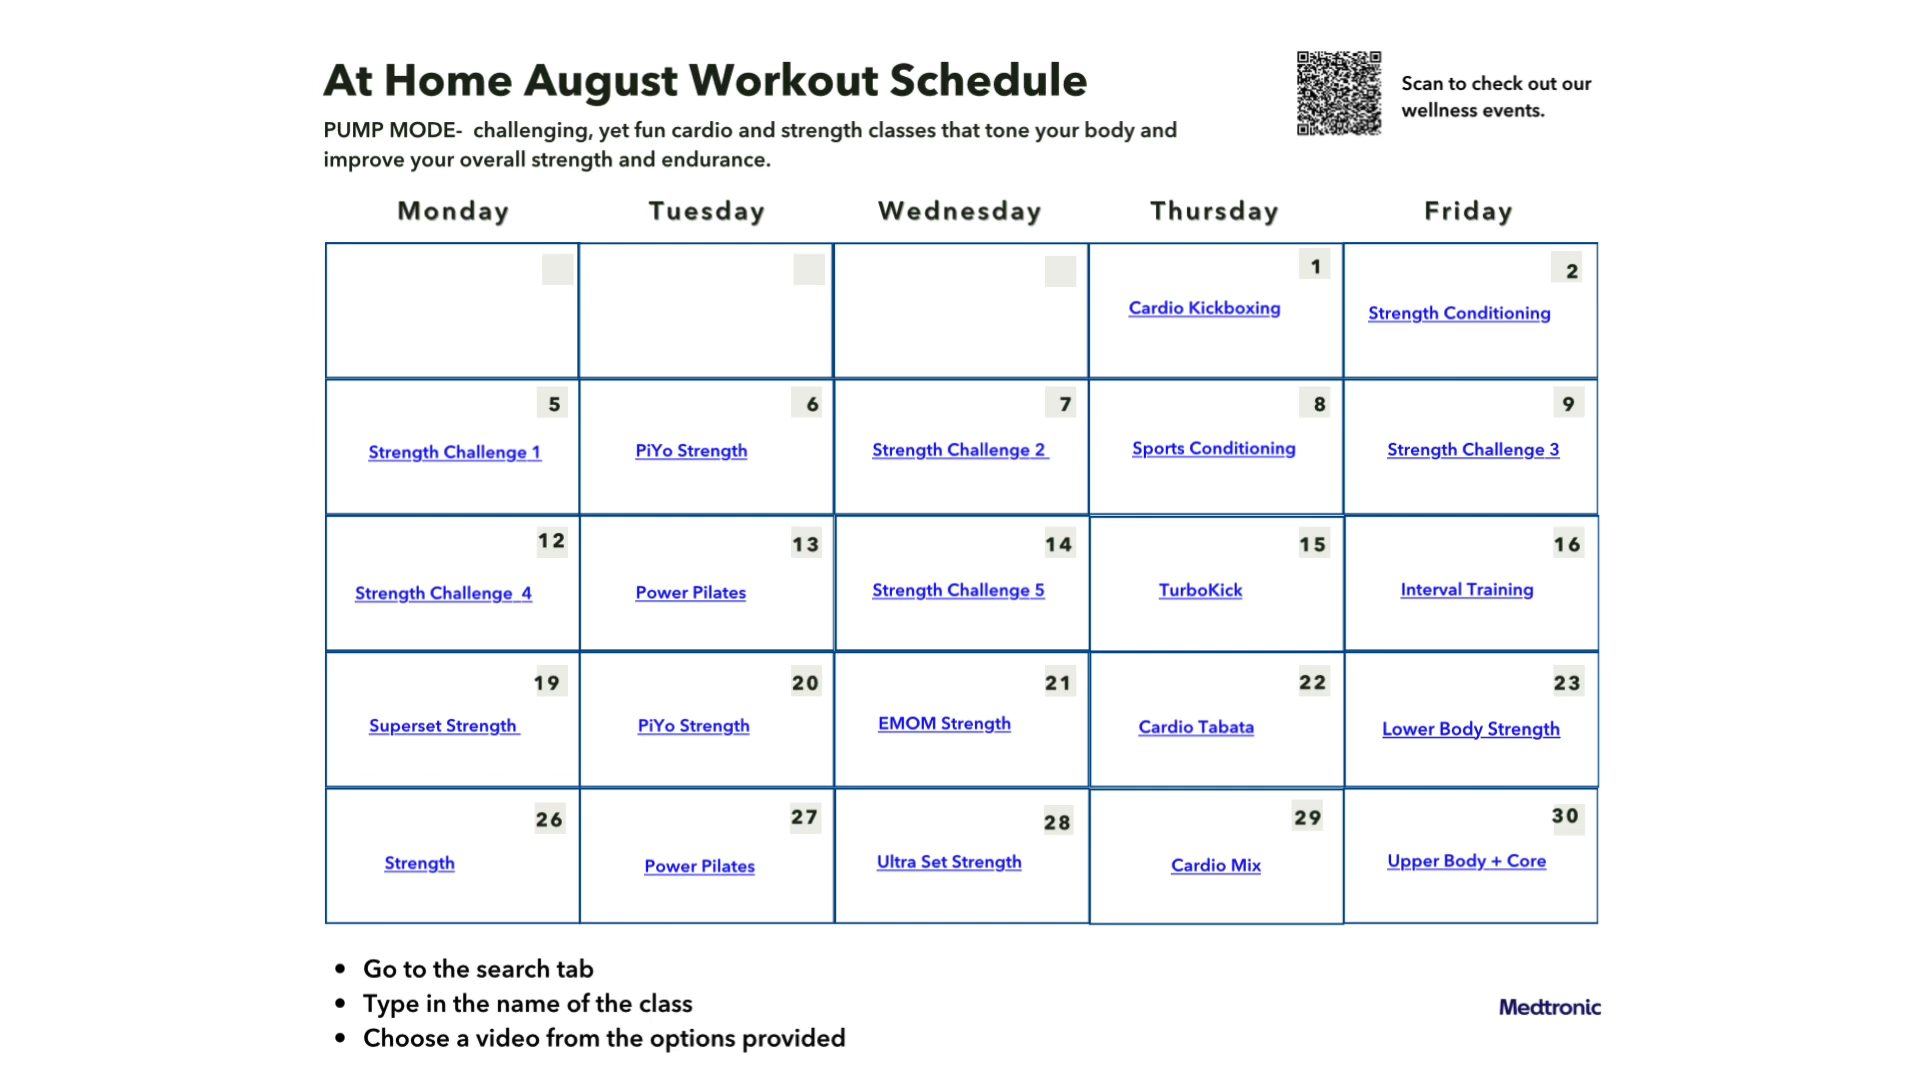 At Home August Workout Schedule
PUMP MODE-  challenging, yet fun cardio and strength classes that tone your body and
improve your overall strength and endurance.
Scan to check out our
wellness events.
Monday Tuesday Wednesday Thursday Friday
1 2
Cardio Kickboxing Strength Conditioning
5 6 7 8 9
Strength Challenge 1 PiYo Strength Strength Challenge 2 Sports Conditioning Strength Challenge 3
12 13 14 15 16
Strength Challenge  4 Power Pilates Strength Challenge 5 TurboKick Interval Training
19 20 21 22 23
Superset Strength PiYo Strength EMOM Strength Cardio Tabata Lower Body Strength
26 27 28 29 30
Strength Power Pilates Ultra Set Strength Cardio Mix Upper Body + Core
• Go to the search tab
• Type in the name of the class
• Choose a video from the options provided
Medtronic